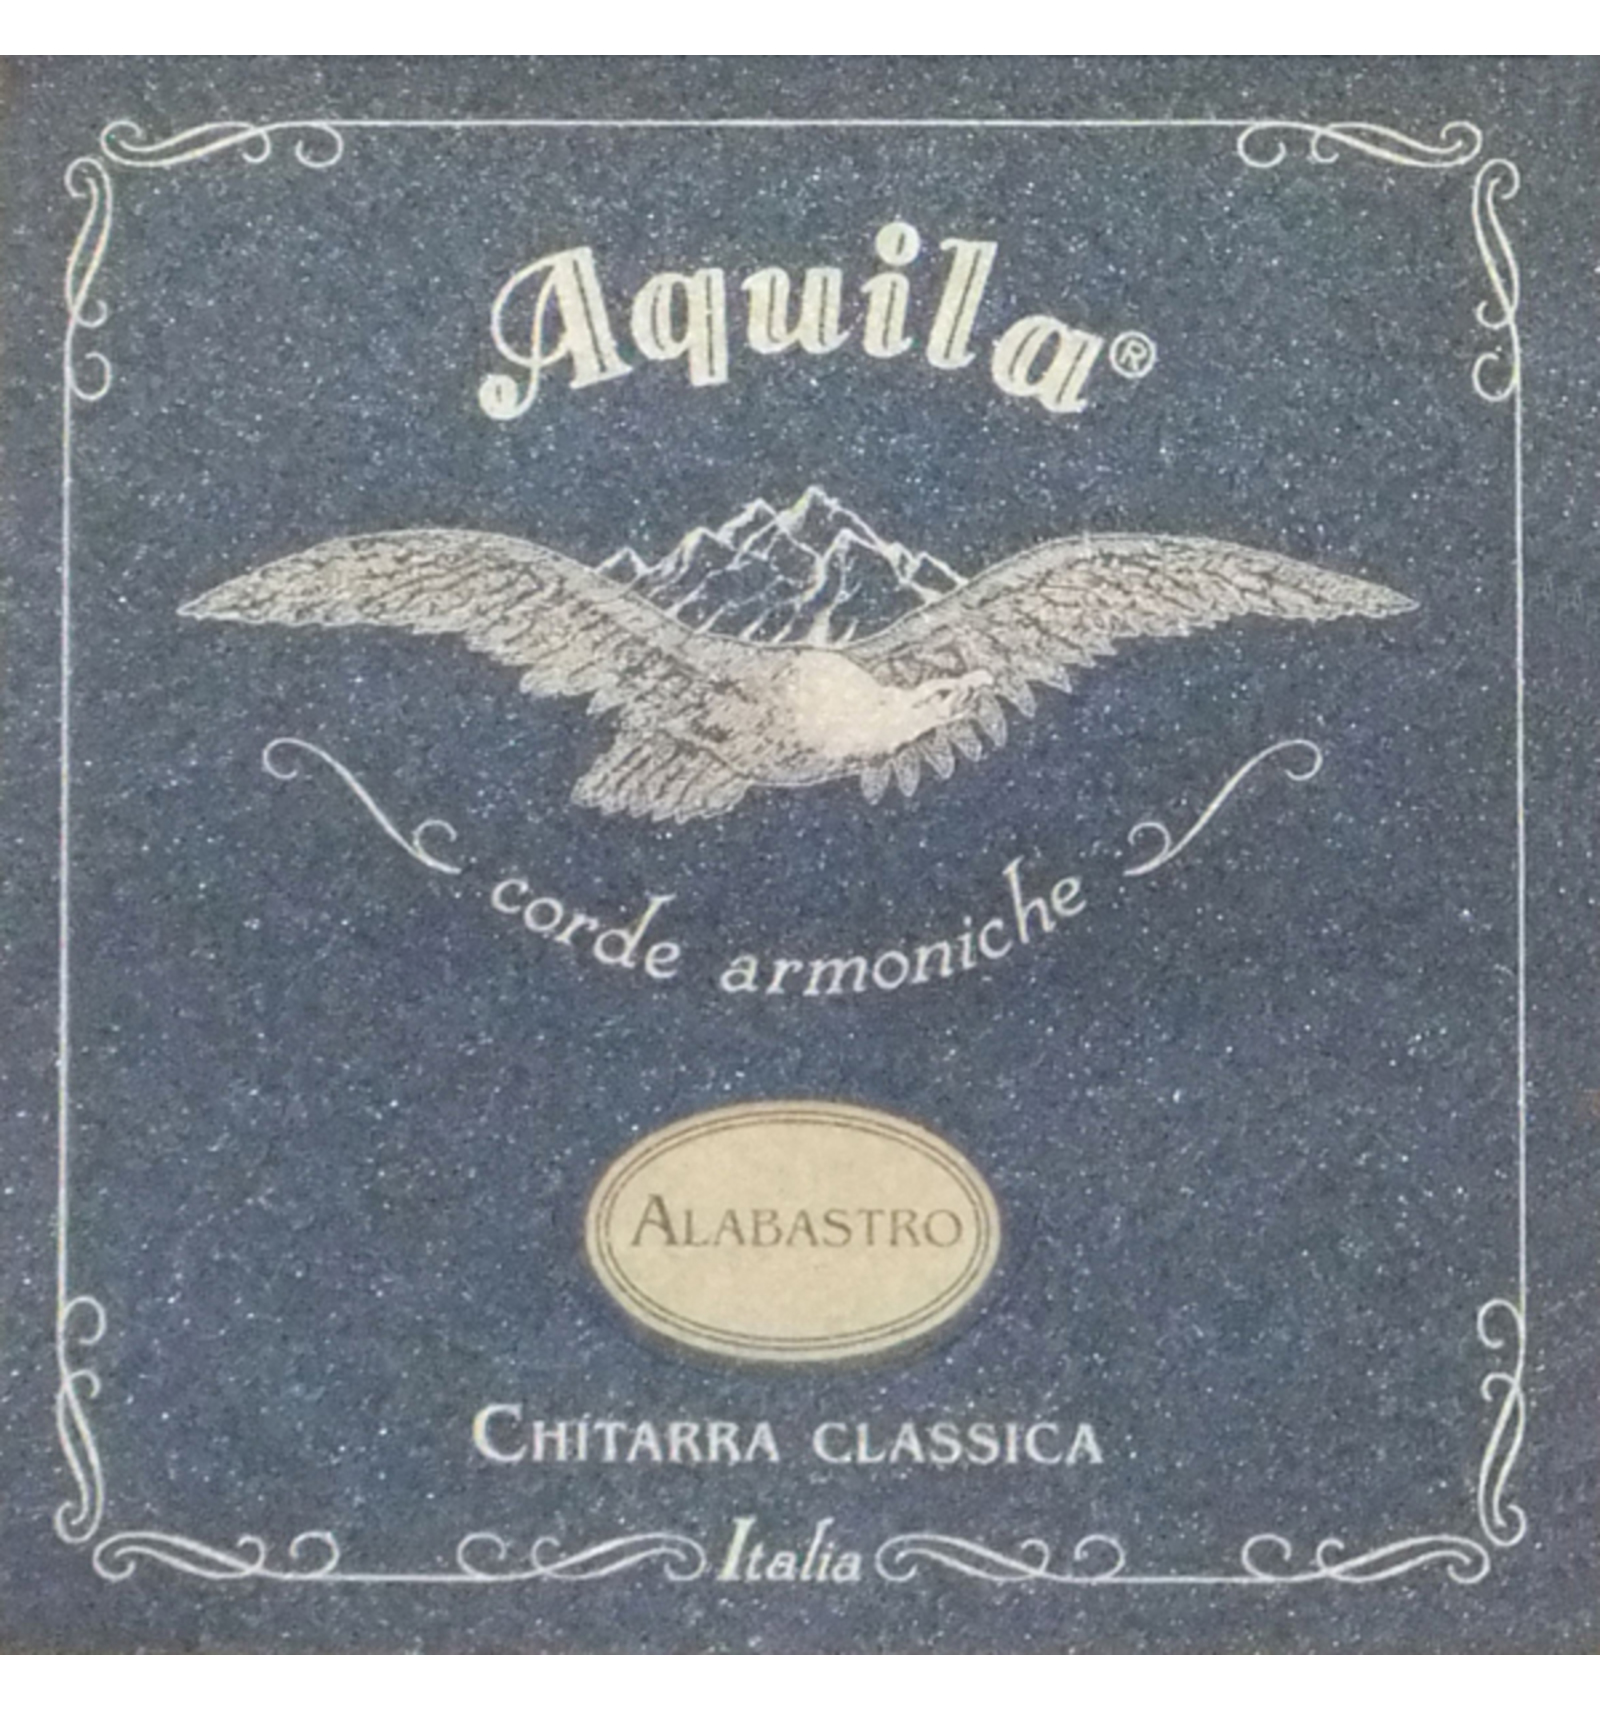 Aquila®
corde armoniche
ALABASTRO
CHITARRA CLASSICA
Italia